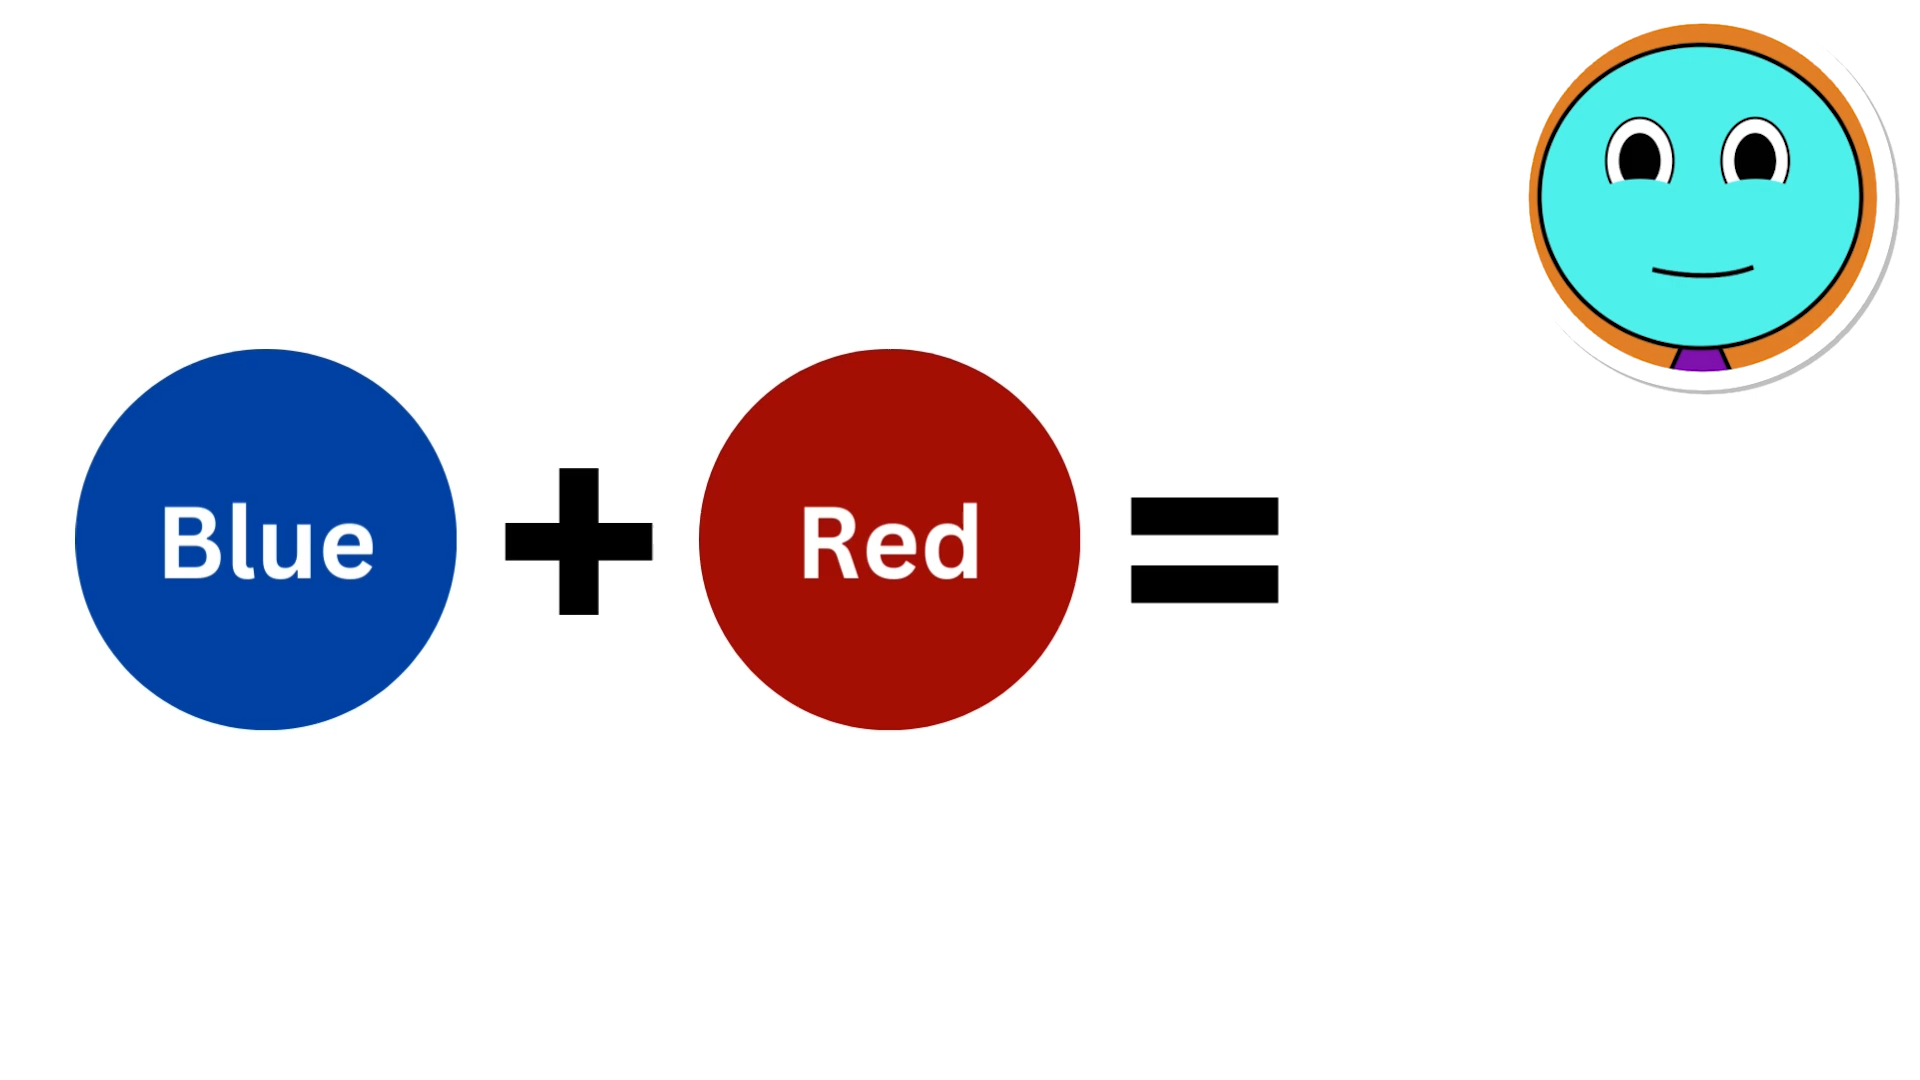 Blue + Red =